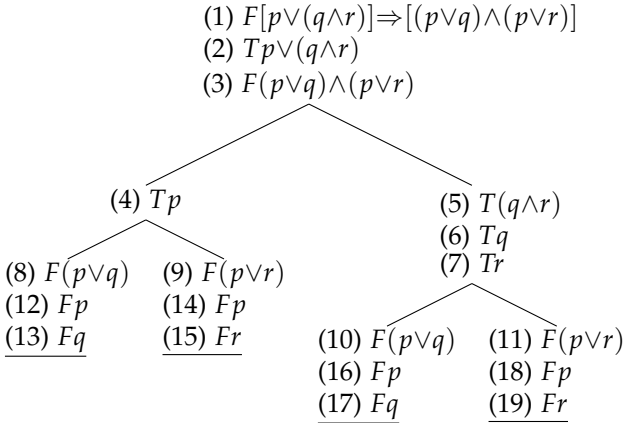 (1) F[p∨(q∧r)]⇒[(p∨q)∧(p∨r)]
(2) Tp∨(q∧r)
(3) F(p∨q)∧(p∨r)
(4) Tp
(5) T(q∧r)
(6) Tq
(7) Tr
(8) F(p∨q) (9) F(p∨r)
(12) Fp (14) Fp
(13) Fq (15) Fr
(10) F(p∨q) (11) F(p∨r)
(16) Fp (18) Fp
(17) Fq (19) Fr